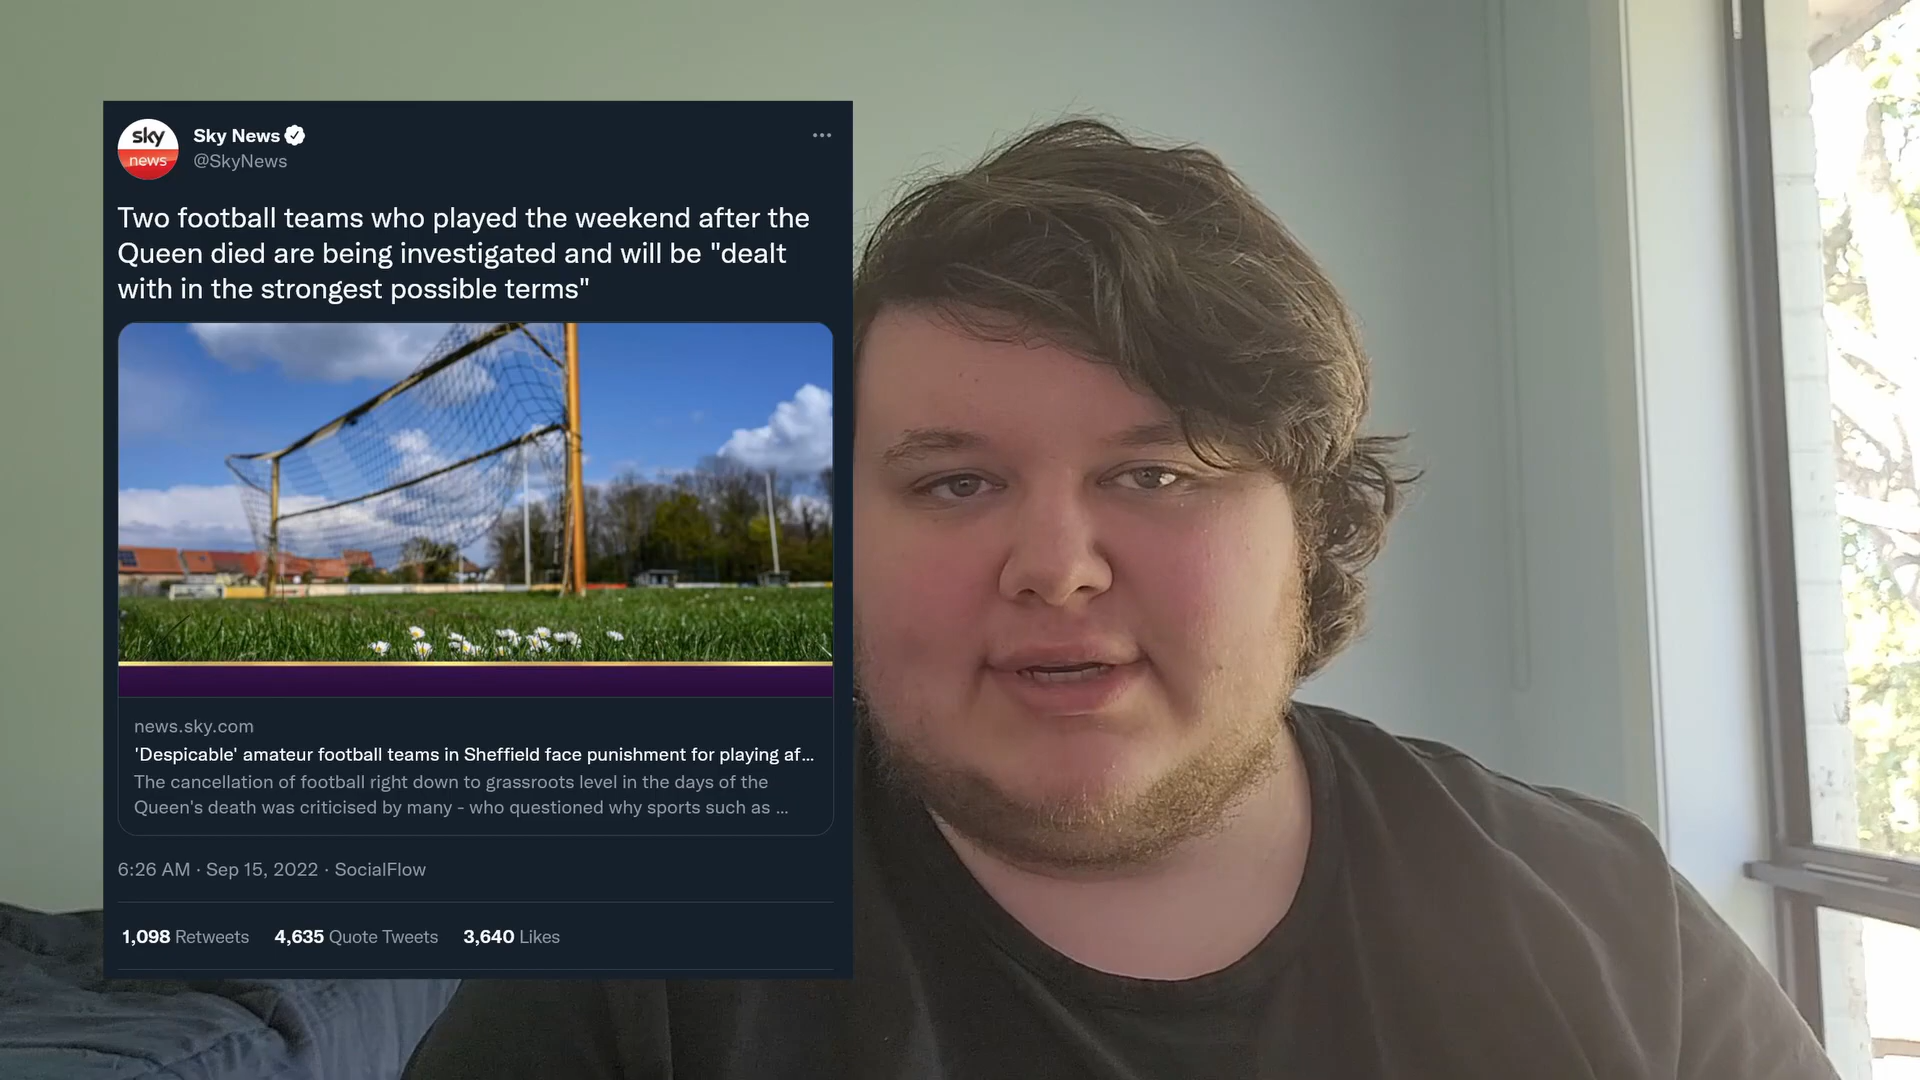 sky
news
Sky News
@SkyNews
Two football teams who played the weekend after the
Queen died are being investigated and will be "dealt
with in the strongest possible terms"
news.sky.com
'Despicable' amateur football teams in Sheffield face punishment for playing af...
The cancellation of football right down to grassroots level in the days of the
Queen's death was criticised by many - who questioned why sports such as ...
6:26 AM · Sep 15, 2022 · SocialFlow
1,098 Retweets 4,635 Quote Tweets 3,640 Likes